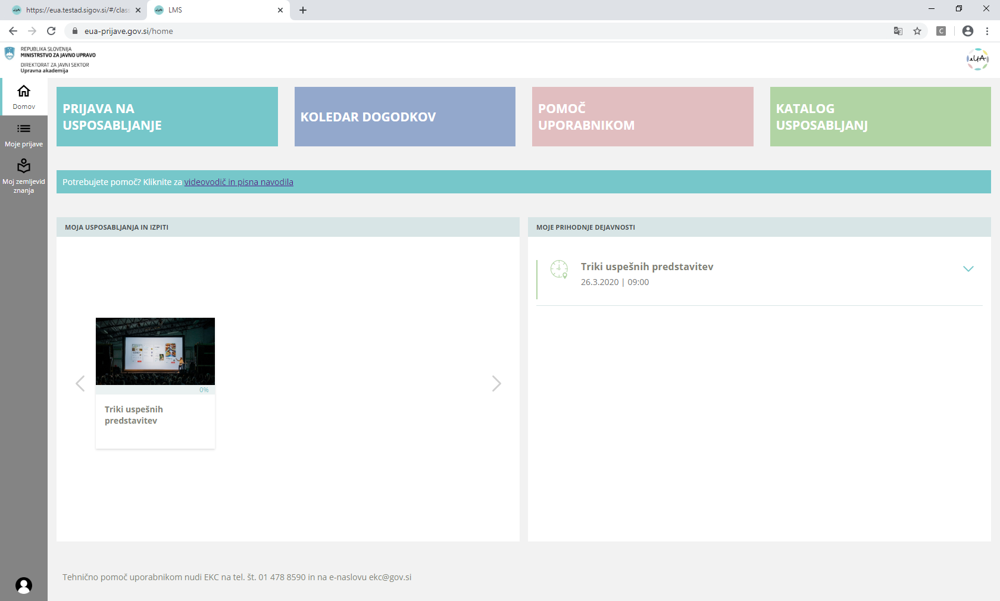 https://eua.testad.sigov.si/#/clas
LMS
eua-prijave.gov.si/home
REPUBLIKA SLOVENIJA
MINISTRSTVO ZA JAVNO UPRAVO
DIREKTORAT ZA JAVNI SEKTOR
Upravna akademija
eUA
Domov
Moje prijave
Moj zemljevid
znanja
PRIJAVA NA
USPOSABLJANJE
KOLEDAR DOGODKOV
POMOČ
UPORABNIKOM
KATALOG
USPOSABLJANJ
Potrebujete pomoč? Kliknite za videovodič in pisna navodila
MOJA USPOSABLJANJA IN IZPITI
0%
Triki uspešnih
predstavitev
MOJE PRIHODNJE DEJAVNOSTI
Triki uspešnih predstavitev
26.3.2020 | 09:00
Tehnično pomoč uporabnikom nudi EKC na tel. št. 01 478 8590 in na e-naslovu ekc@gov.si